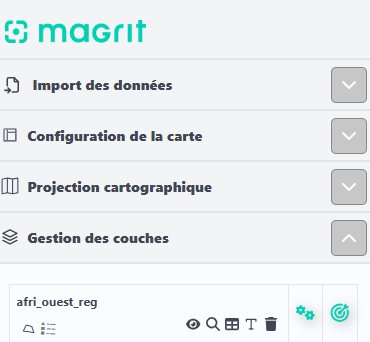 magrit
Import des données
Configuration de la carte
Projection cartographique
Gestion des couches
afri_ouest_reg